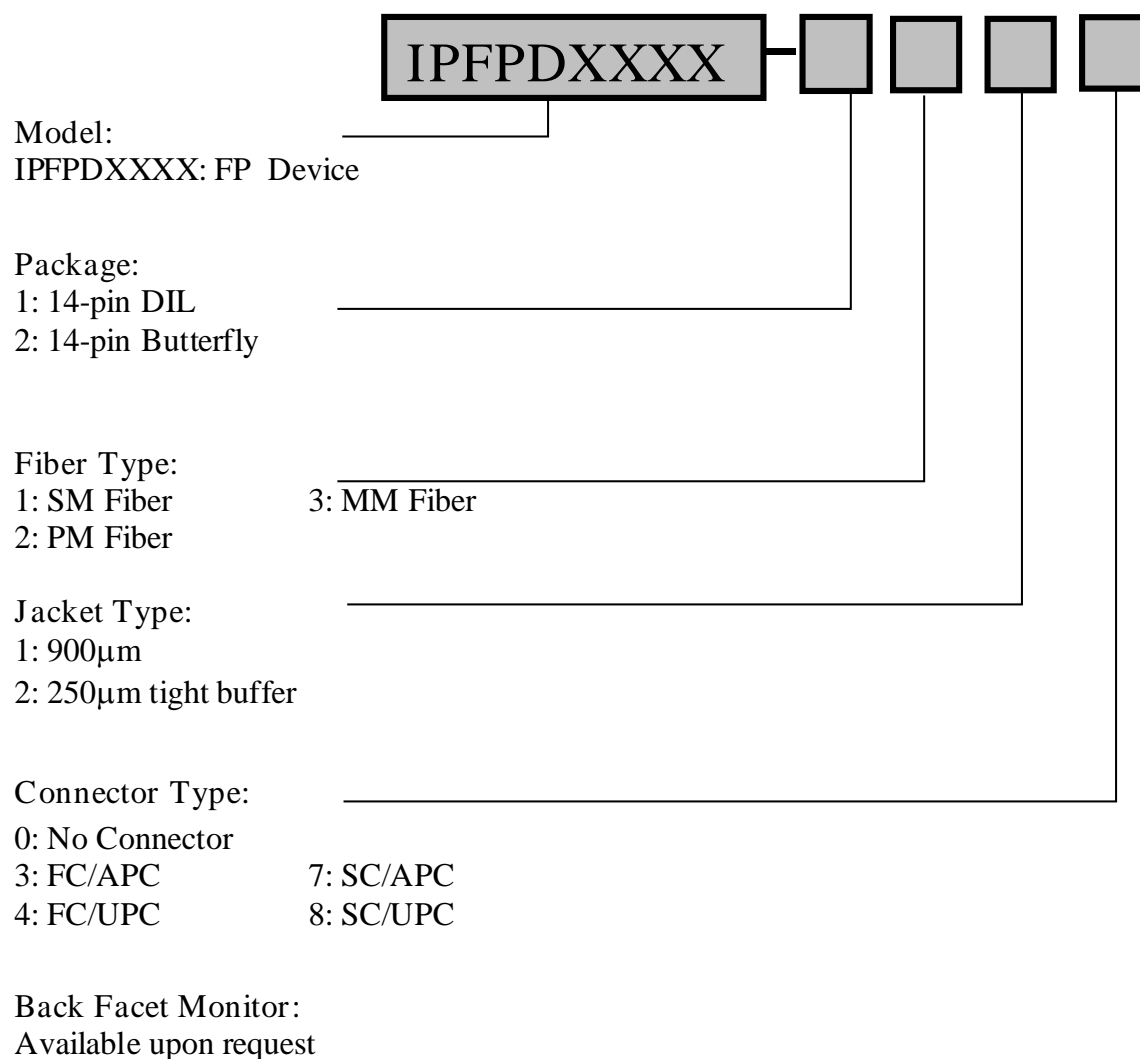 IPFPDXXXX
Model:
IPFPDXXXX: FP Device
Package:
1: 14-pin DIL
2: 14-pin Butterfly
Fiber Type:
1: SM Fiber 3: MM Fiber
2: PM Fiber
Jacket Type:
1: 900μm
2: 250μm tight buffer
Connector Type:
0: No Connector
3: FC/APC 7: SC/APC
4: FC/UPC 8: SC/UPC
Back Facet Monitor:
Available upon request